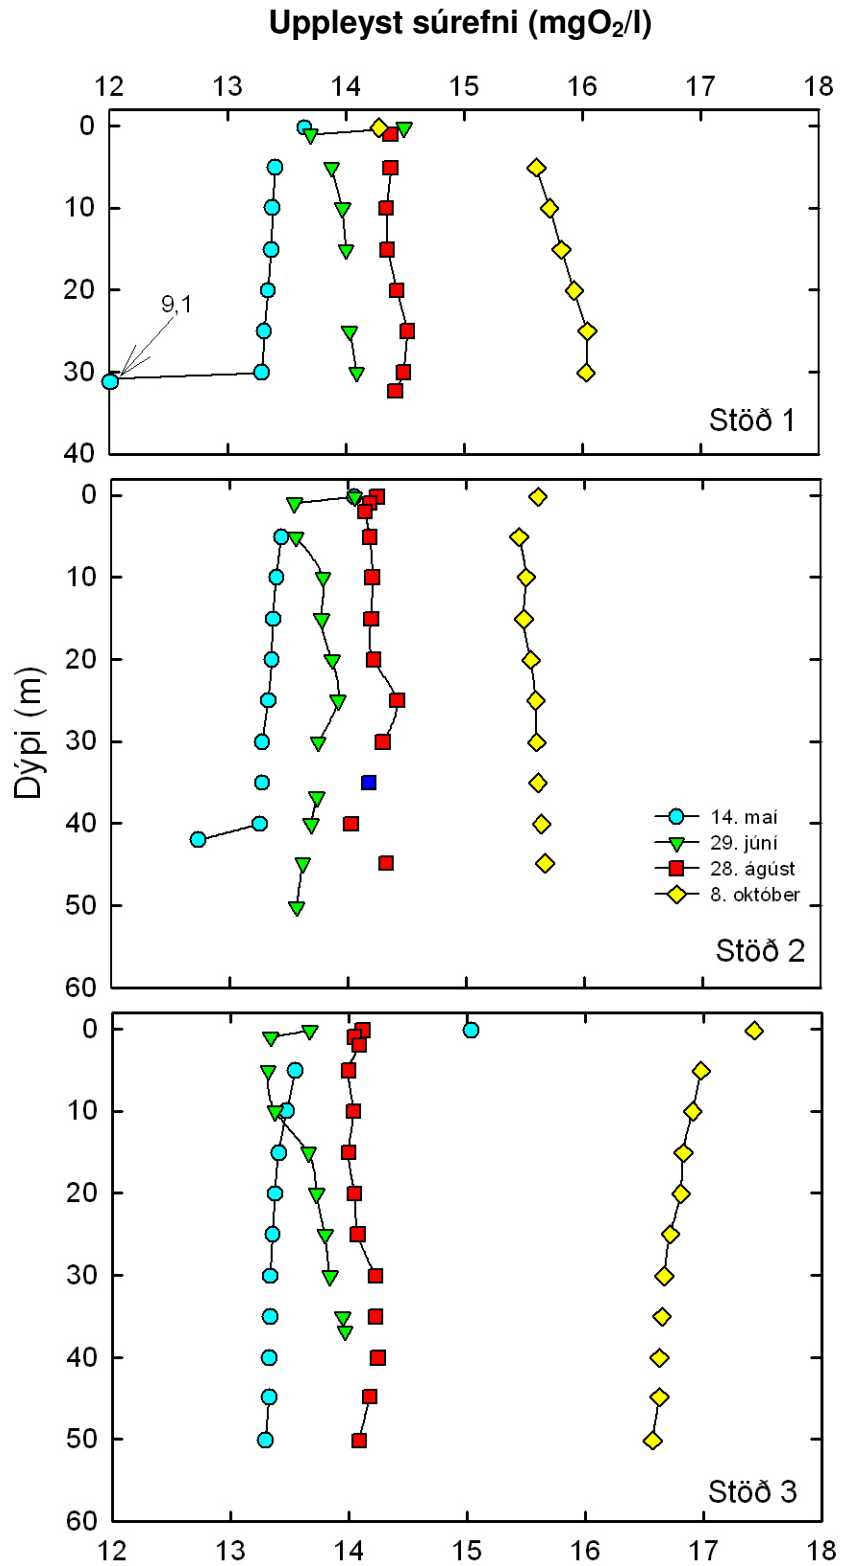 Uppleyst súrefni (mgO₂/l)
12 13 14 15 16 17 18
0
10
20
30
40
9,1
Stöð 1
0
10
20
30
40
50
60
Dýpi (m)
14. maí
29. júní
28. ágúst
8. október
Stöð 2
0
10
20
30
40
50
60
Stöð 3
12 13 14 15 16 17 18